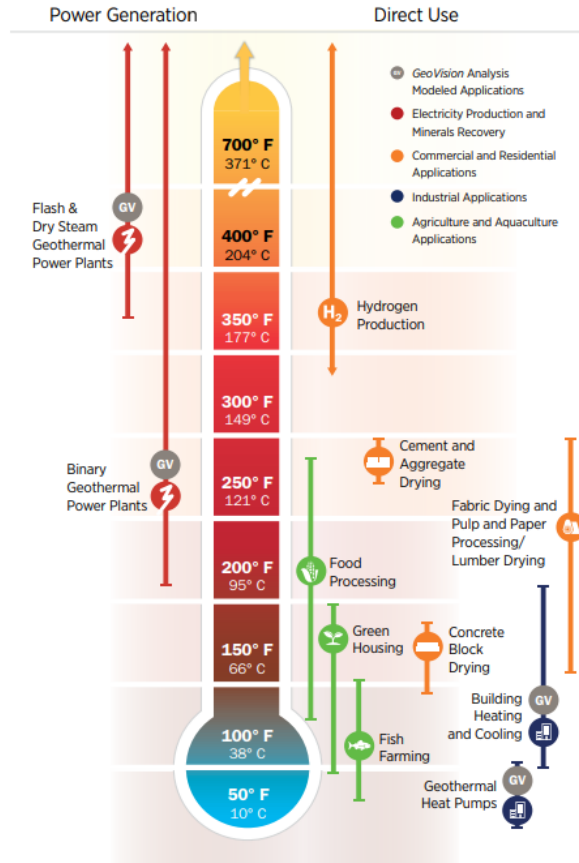 Power Generation
Direct Use
GV GeoVision Analysis
Modeled Applications
Electricity Production and
Minerals Recovery
Commercial and Residential
Applications
Industrial Applications
Agriculture and Aquaculture
Applications
700° F
371° C
Flash &
Dry Steam
Geothermal
Power Plants
GV
400° F
204° C
350° F
177° C
H2
Hydrogen
Production
300° F
149° C
Binary
Geothermal
Power Plants
GV
250° F
121° C
Cement and
Aggregate
Drying
Fabric Dying and
Pulp and Paper
Processing/
Lumber Drying
200° F
95° C
Food
Processing
150° F
66° C
Green
Housing
Concrete
Block
Drying
Building
Heating
and Cooling
GV
100° F
38° C
Fish
Farming
50° F
10° C
Geothermal
Heat Pumps
GV